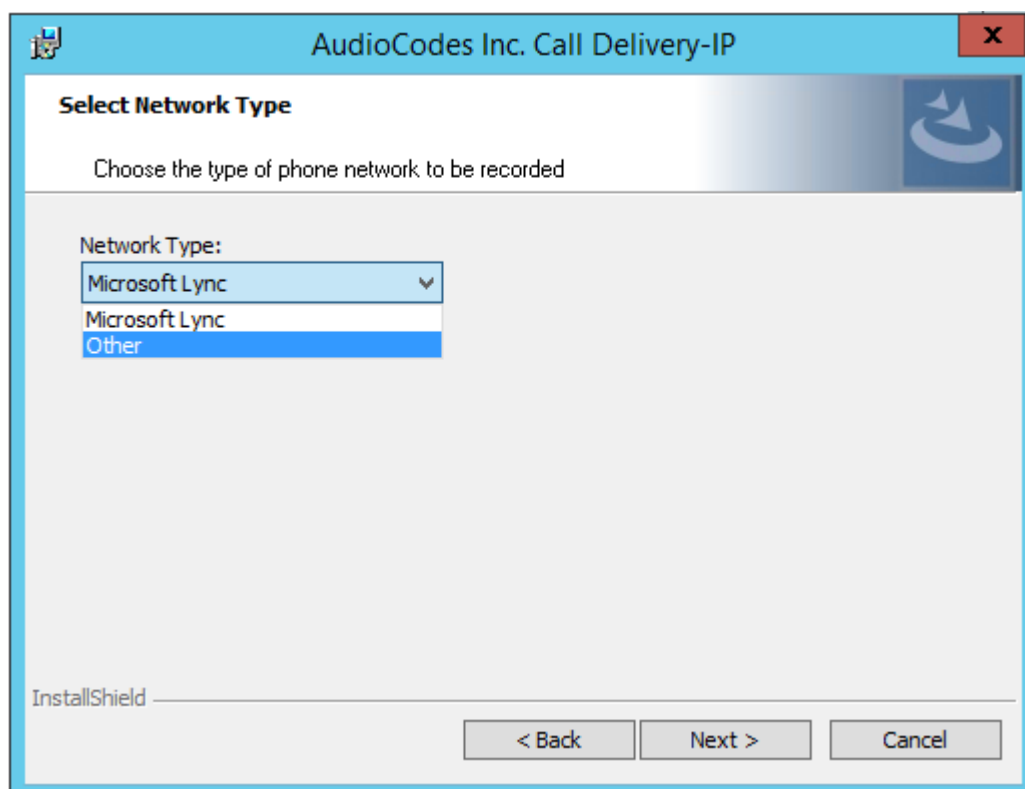 AudioCodes Inc. Call Delivery-IP
x
Select Network Type
Choose the type of phone network to be recorded
Network Type:
Microsoft Lync
Microsoft Lync
Other
InstallShield
< Back Next > Cancel